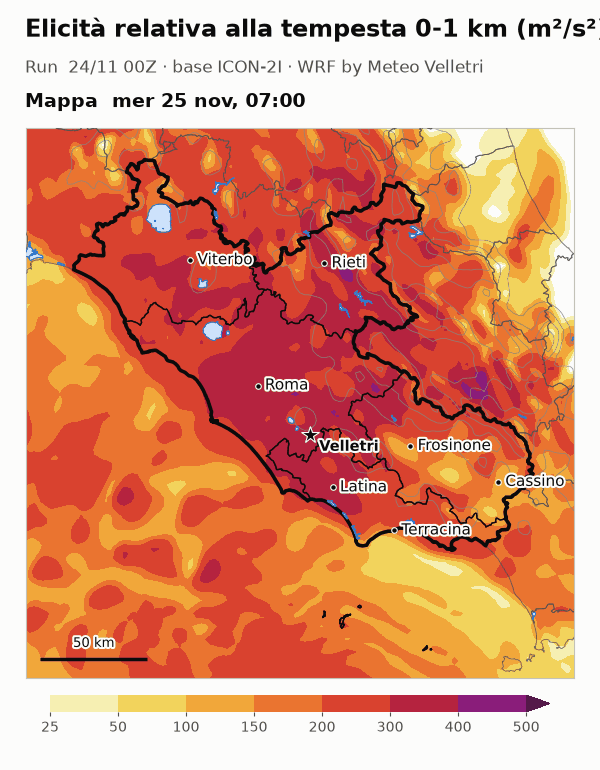 Elicità relativa alla tempesta 0-1 km (m²/s²)
Run 24/11 00Z · base ICON-2I · WRF by Meteo Velletri
Mappa mer 25 nov, 07:00
Viterbo
Rieti
Roma
Velletri
Frosinone
Latina
Cassino
Terracina
50 km
25 50 100 150 200 300 400 500